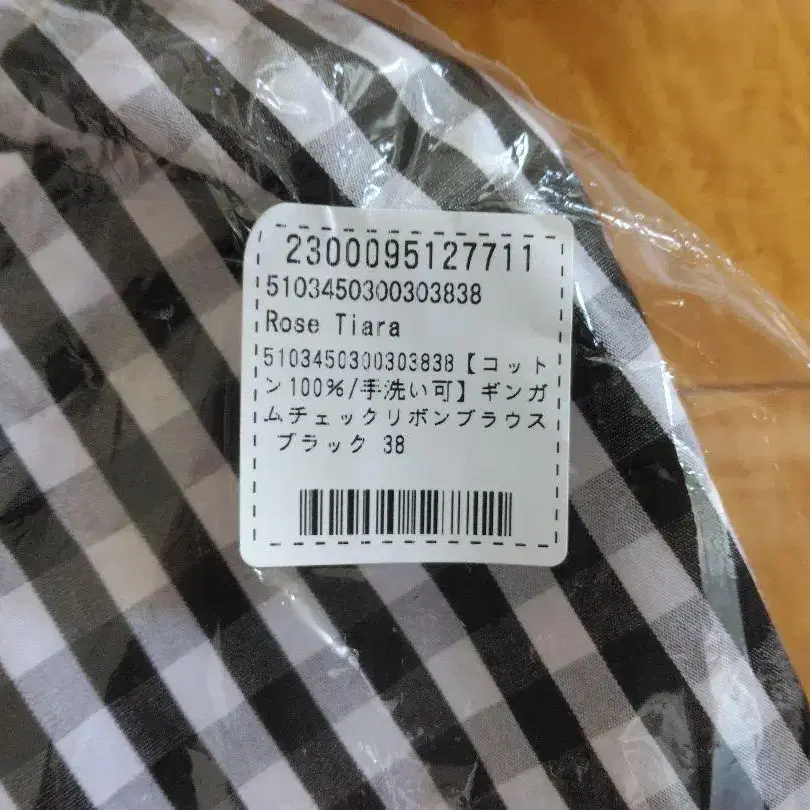 2300095127711
5103450300303838
Rose Tiara
5103450300303838【コット
ン100%/手洗い可】ギンガ
ムチェックリボンブラウス
ブラック 38